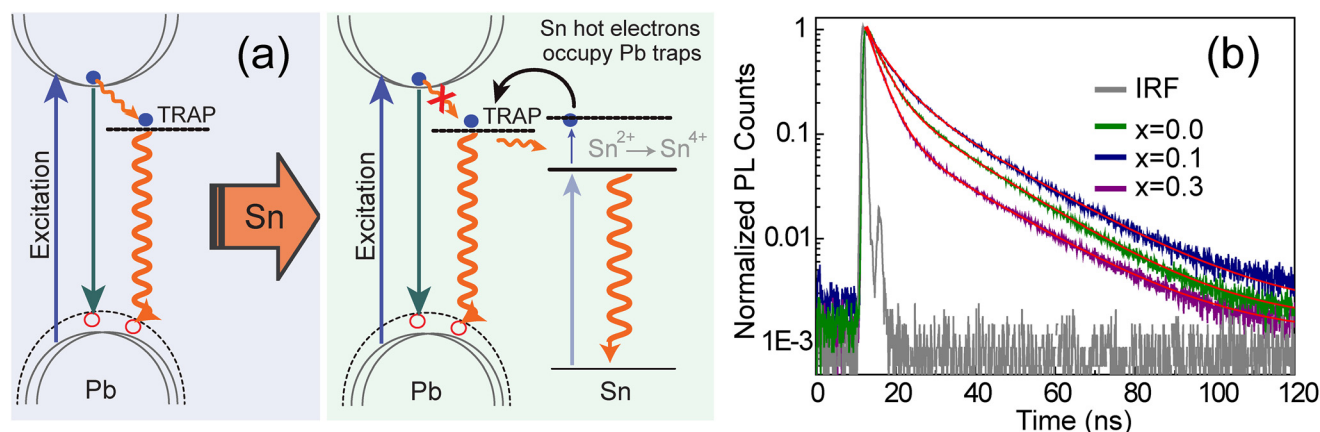 (a)
TRAP
Excitation
Pb
Sn
Sn hot electrons
occupy Pb traps
TRAP
Sn²⁺→Sn⁴⁺
Excitation
Pb
Sn
(b)
Normalized PL Counts
1
0.1
0.01
1E-3
IRF
x=0.0
x=0.1
x=0.3
0 20 40 60 80 100 120
Time (ns)